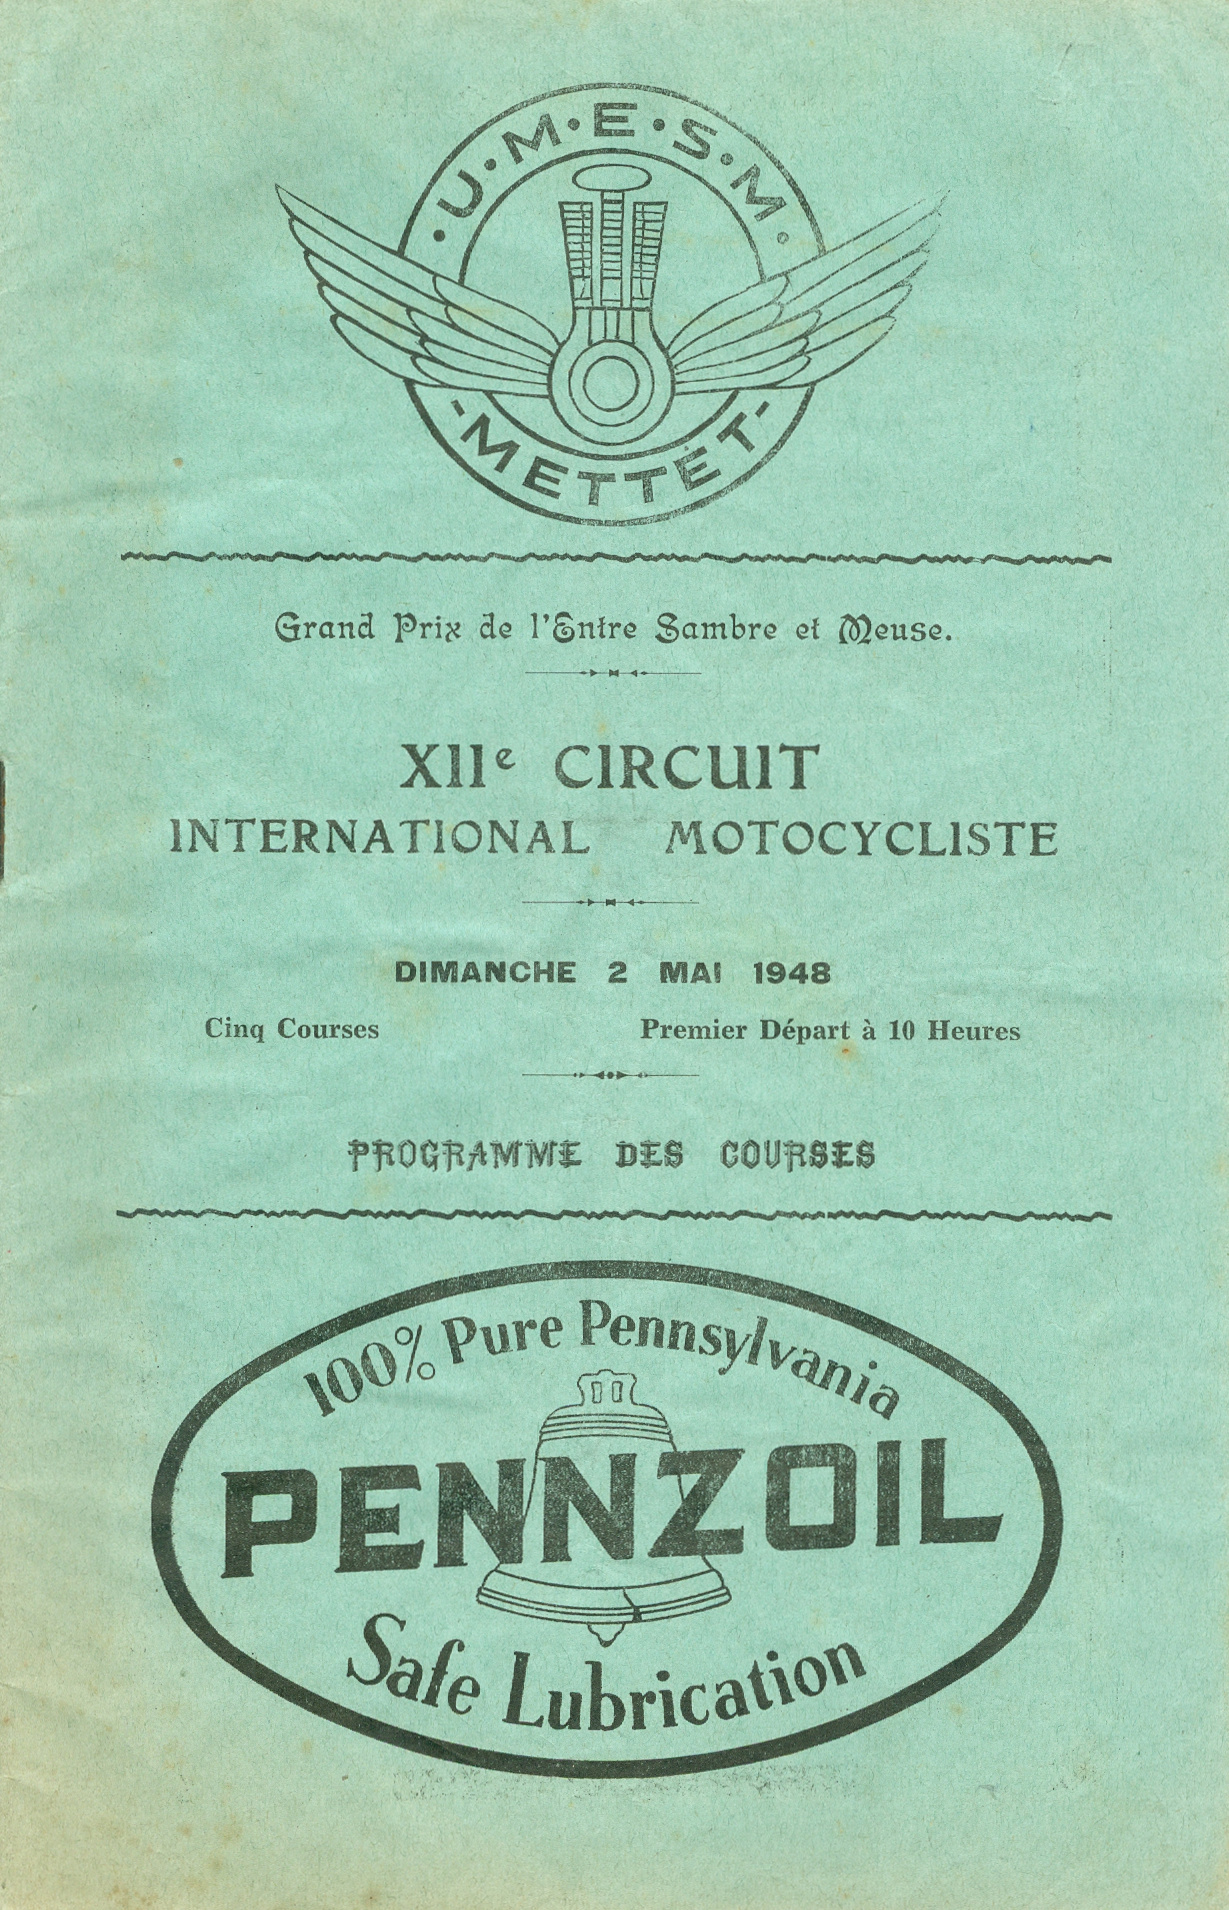 ·U·M·E·S·M·
-METTET-
Grand Prix de l'Entre Sambre et Meuse.
XIIe CIRCUIT
INTERNATIONAL MOTOCYCLISTE
DIMANCHE 2 MAI 1948
Cinq Courses Premier Départ à 10 Heures
PROGRAMME DES COURSES
100% Pure Pennsylvania
PENNZOIL
Safe Lubrication